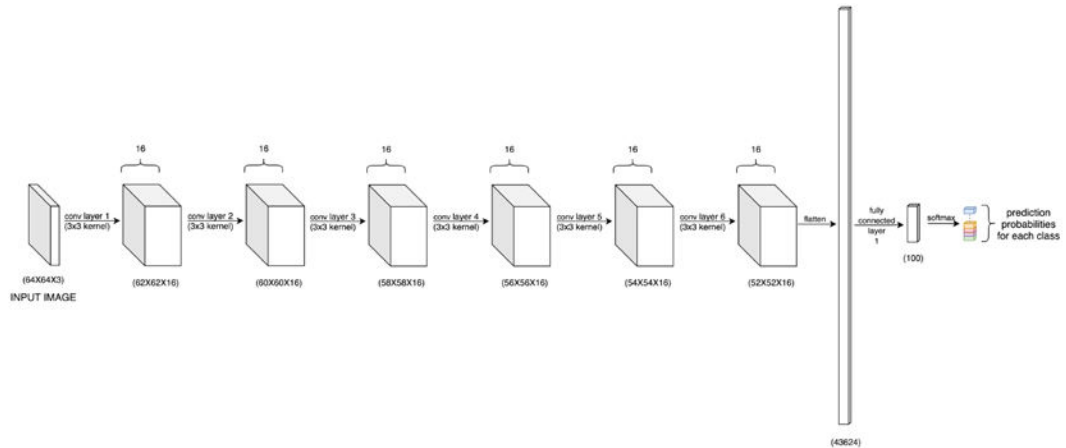 16
16
16
16
16
16
conv layer 1
(3x3 kernel)
conv layer 2
(3x3 kernel)
conv layer 3
(3x3 kernel)
conv layer 4
(3x3 kernel)
conv layer 5
(3x3 kernel)
conv layer 6
(3x3 kernel)
flatten
fully
connected
layer
1
softmax
prediction
probabilities
for each class
(64X64X3)
INPUT IMAGE
(62X62X16)
(60X60X16)
(58X58X16)
(56X56X16)
(54X54X16)
(52X52X16)
(100)
(43624)